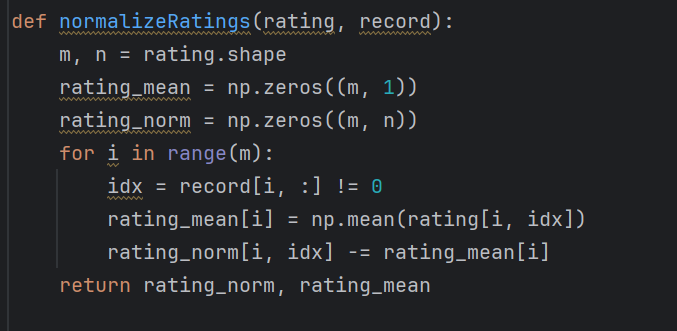 def normalizeRatings(rating, record):
    m, n = rating.shape
    rating_mean = np.zeros((m, 1))
    rating_norm = np.zeros((m, n))
    for i in range(m):
        idx = record[i, :] != 0
        rating_mean[i] = np.mean(rating[i, idx])
        rating_norm[i, idx] -= rating_mean[i]
    return rating_norm, rating_mean